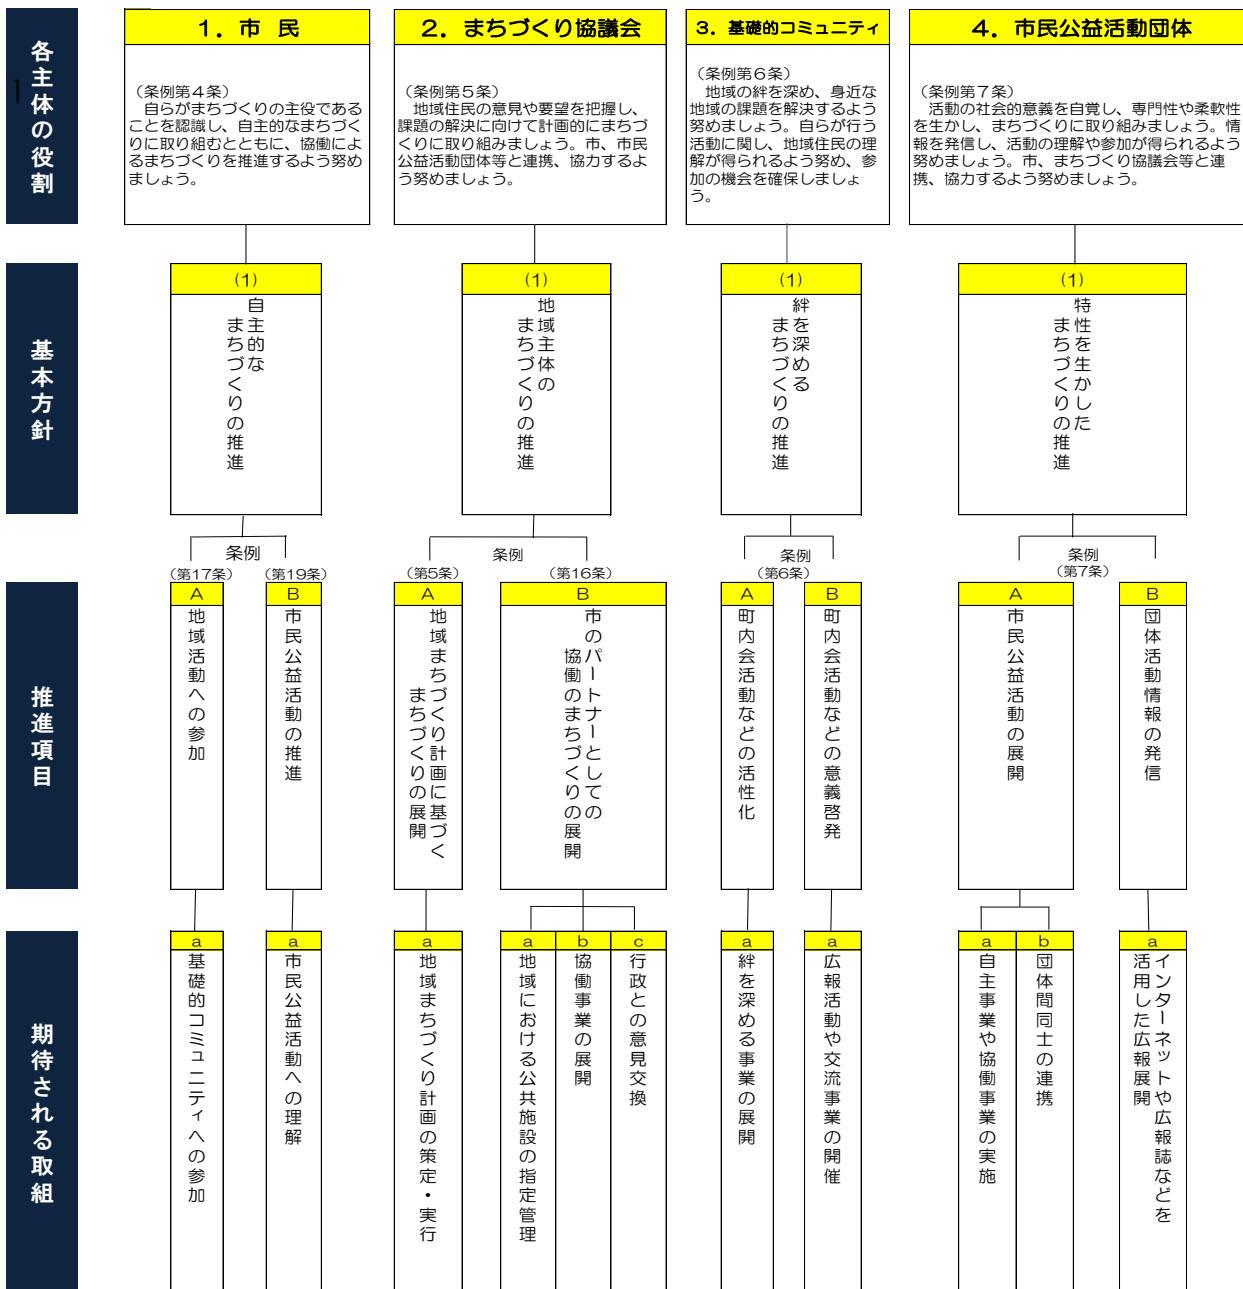 各主体の役割
1
1．市　民
（条例第4条）
　自らがまちづくりの主役である
ことを認識し、自主的なまちづく
りに取り組むとともに、協働によ
るまちづくりを推進するよう努め
ましょう。
2．まちづくり協議会
（条例第5条）
　地域住民の意見や要望を把握し、
課題の解決に向けて計画的にまちづ
くりに取り組みましょう。市、市民
公益活動団体等と連携、協力するよ
う努めましょう。
3．基礎的コミュニティ
（条例第6条）
　地域の絆を深め、身近な
地域の課題を解決するよう
努めましょう。自らが行う
活動に関し、地域住民の理
解が得られるよう努め、参
加の機会を確保しましょ
う。
4．市民公益活動団体
（条例第7条）
　活動の社会的意義を自覚し、専門性や柔軟性
を生かし、まちづくりに取り組みましょう。情
報を発信し、活動の理解や参加が得られるよう
努めましょう。市、まちづくり協議会等と連
携、協力するよう努めましょう。
基本方針
(1)
自主的な
まちづくりの推進
(1)
地域主体の
まちづくりの推進
(1)
絆を深める
まちづくりの推進
(1)
特性を生かした
まちづくりの推進
推進項目
条例
（第17条）
（第19条）
A
地域活動への参加
B
市民公益活動の推進
条例
（第5条）
（第16条）
A
地域まちづくり計画に基づく
まちづくりの展開
B
市のパートナーとしての
協働のまちづくりの展開
条例
（第6条）
A
町内会活動などの活性化
B
町内会活動などの意義啓発
条例
（第7条）
A
市民公益活動の展開
B
団体活動情報の発信
期待される取組
a
基礎的コミュニティへの参加
a
市民公益活動への理解
a
地域まちづくり計画の策定・実行
a
地域における公共施設の指定管理
b
協働事業の展開
c
行政との意見交換
a
絆を深める事業の展開
a
広報活動や交流事業の開催
a
自主事業や協働事業の実施
b
団体間同士の連携
a
インターネットや広報誌などを
活用した広報展開